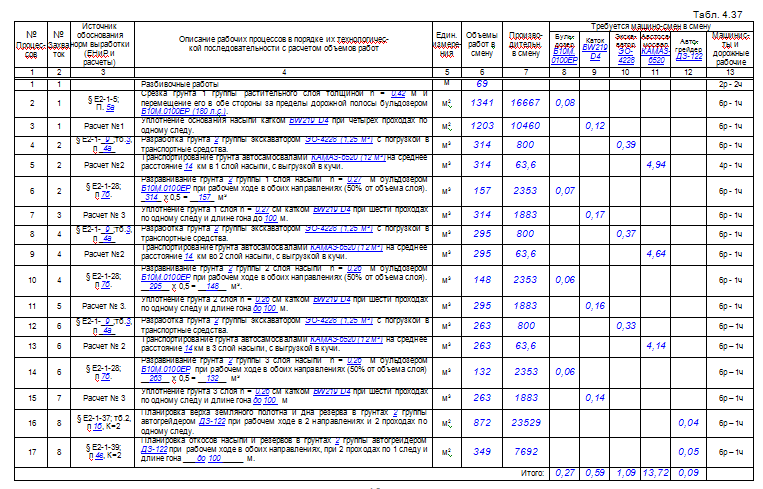 Табл. 4.37
№ Процессов | № Захваток | Источник обоснования норм выработки (ЕНиР и расчеты) | Описание рабочих процессов в порядке их технологической последовательности с расчетом объемов работ | Един. измерения | Объемы работ в смену | Производительн. в смену | Требуется машино-смен в смену
Бульдозер Б10М.0100ЕР | Каток BW219 D4 | Экскаватор ЭО-4228 | Автосамосвал КАМАЗ-6520 | Автогрейдер ДЗ-122 | Машинисты и дорожные рабочие
1 | 2 | 3 | 4 | 5 | 6 | 7 | 8 | 9 | 10 | 11 | 12 | 13
1 | 1 | Разбивочные работы | м | 69 | 2р - 2ч
2 | 1 | § Е2-1-5; П. 5а | Срезка грунта 1 группы растительного слоя толщиной h = 0.42 м и перемещение его в обе стороны за пределы дорожной полосы бульдозером Б10М.0100ЕР (180 л.с.). | м² | 1341 | 16667 | 0,08 | 6р - 1ч
3 | 1 | Расчет №1 | Уплотнение основания насыпи катком BW219 D4 при четырех проходах по одному следу. | м² | 1203 | 10460 | 0,12 | 6р - 1ч
4 | 2 | § Е2-1- 9 тб.3, п 4а | Разработка грунта 2 группы экскаватором ЭО-4228 (1,25 м³) с погрузкой в транспортные средства. | м³ | 314 | 800 | 0,39 | 6р - 1ч
5 | 2 | Расчет №2 | Транспортирование грунта автосамосвалами КАМАЗ-6520 (12 м³) на среднее расстояние 14 км в 1 слой насыпи, с выгрузкой в кучи. | м³ | 314 | 63,6 | 4,94 | 4р - 1ч
6 | 2 | § Е2-1-28; п 7б. | Разравнивание грунта 2 группы 1 слоя насыпи h = 0.27 м бульдозером Б10М.0100ЕР при рабочем ходе в обоих направлениях (50% от объема слоя). 314 х 0,5 = 157 м³ | м³ | 157 | 2353 | 0,07 | 6р - 1ч
7 | 3 | Расчет № 3 | Уплотнение грунта 1 слоя h = 0.27 см катком BW219 D4 при шести проходах по одному следу и длине гона до 100 м. | м³ | 314 | 1883 | 0,17 | 6р - 1ч
8 | 4 | § Е2-1- 9 тб.3, п 4а | Разработка грунта 2 группы экскаватором ЭО-4228 (1,25 м³) с погрузкой в транспортные средства. | м³ | 295 | 800 | 0,37 | 6р - 1ч
9 | 4 | Расчет №2 | Транспортирование грунта автосамосвалами КАМАЗ-6520 (12 м³) на среднее расстояние 14 км во 2 слой насыпи, с выгрузкой в кучи. | м³ | 295 | 63,6 | 4,64 | 6р - 1ч
10 | 4 | § Е2-1-28; п 7б. | Разравнивание грунта 2 группы 2 слоя насыпи h = 0.26 м бульдозером Б10М.0100ЕР при рабочем ходе в обоих направлениях (50% от объема слоя). 295 х 0,5 = 148 м³. | м³ | 148 | 2353 | 0,06 | 6р - 1ч
11 | 5 | Расчет № 3. | Уплотнение грунта 2 слоя h = 0.26 см катком BW219 D4 при шести проходах по одному следу и длине гона до 100 м. | м³ | 295 | 1883 | 0,16 | 6р - 1ч
12 | 6 | § Е2-1- 9 тб.3, п 4а | Разработка грунта 2 группы экскаватором ЭО-4228 (1,25 м³) с погрузкой в транспортные средства. | м³ | 263 | 800 | 0,33 | 6р – 1ч
13 | 6 | Расчет № 2 | Транспортирование грунта автосамосвалами КАМАЗ-6520 (12 м³) на среднее расстояние 14 км в 3 слой насыпи, с выгрузкой в кучи. | м³ | 263 | 63,6 | 4,14 | 6р – 1ч
14 | 6 | § Е2-1-28; п 7б. | Разравнивание грунта 2 группы 3 слоя насыпи h = 0.26 м бульдозером Б10М.0100ЕР при рабочем ходе в обоих направлениях (50% от объема слоя) 263 х 0,5 = 132 м³ | м³ | 132 | 2353 | 0,06 | 6р – 1ч
15 | 7 | Расчет № 3 | Уплотнение грунта 3 слоя h = 0.26 см катком BW219 D4 при шести проходах по одному следу и длине гона до 100 м | м³ | 263 | 1883 | 0,14 | 6р – 1ч
16 | 8 | § Е2-1-37; тб.2, п 1б, К=2 | Планировка верха земляного полотна и дна резерва в грунтах 2 группы автогрейдером ДЗ-122 при рабочем ходе в 2 направлениях и 2 проходах по одному следу. | м² | 872 | 23529 | 0,04 | 6р – 1ч
17 | 8 | § Е2-1-39; п 4в, К=2 | Планировка откосов насыпи и резервов в грунтах 2 группы автогрейдером ДЗ-122 при рабочем ходе в обоих направлениях, при 2 проходах по 1 следу и длине гона до 100 м. | м² | 349 | 7692 | 0,05 | 6р – 1ч
Итого: | 0,27 | 0,59 | 1,09 | 13,72 | 0,09